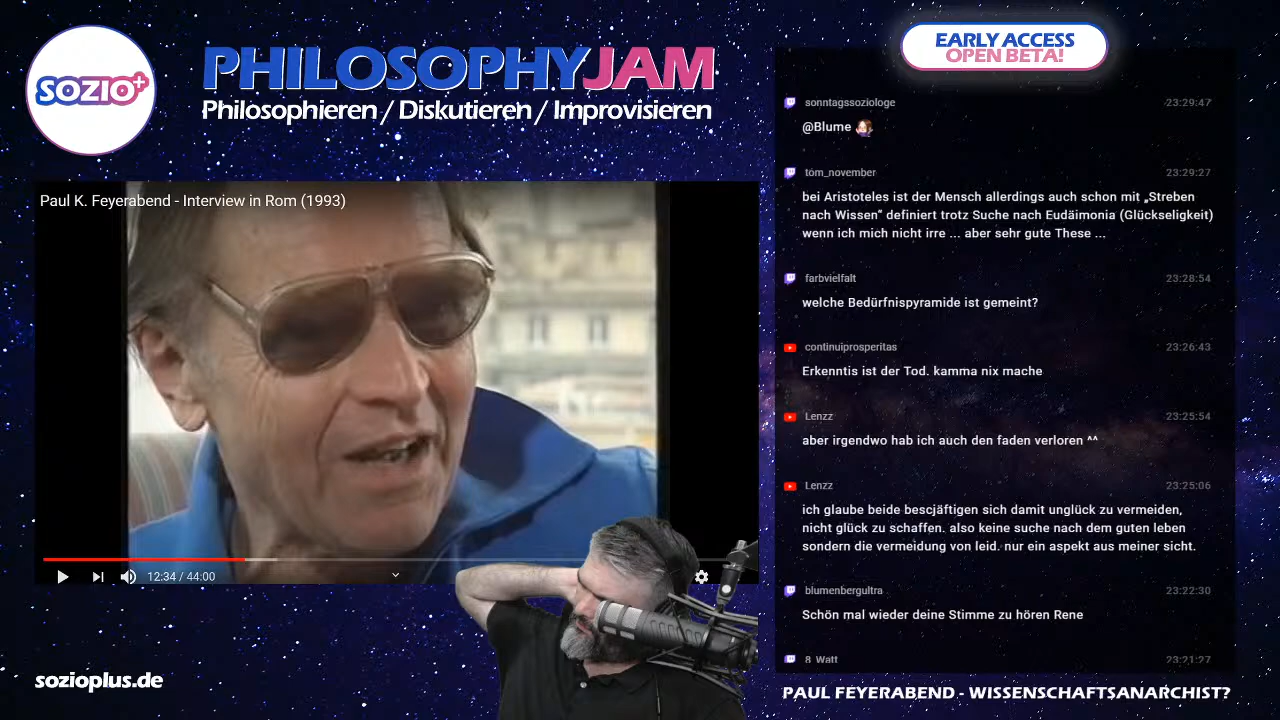 SOZIO+
PHILOSOPHYJAM
Philosophieren / Diskutieren / Improvisieren
EARLY ACCESS
OPEN BETA!
Paul K. Feyerabend - Interview in Rom (1993)
12:34 / 44:00
sozioplus.de
sonntagssoziologe 23:29:47
@Blume
tom_november 23:29:27
bei Aristoteles ist der Mensch allerdings auch schon mit „Streben
nach Wissen“ definiert trotz Suche nach Eudäimonia (Glückseligkeit)
wenn ich mich nicht irre ... aber sehr gute These ...
farbvielfalt 23:28:54
welche Bedürfnispyramide ist gemeint?
continuiprosperitas 23:26:43
Erkenntis ist der Tod. kamma nix mache
Lenzz 23:25:54
aber irgendwo hab ich auch den faden verloren ^^
Lenzz 23:25:06
ich glaube beide bescjäftigen sich damit unglück zu vermeiden,
nicht glück zu schaffen. also keine suche nach dem guten leben
sondern die vermeidung von leid. nur ein aspekt aus meiner sicht.
blumenbergultra 23:22:30
Schön mal wieder deine Stimme zu hören Rene
8_Watt 23:21:27
PAUL FEYERABEND - WISSENSCHAFTSANARCHIST?